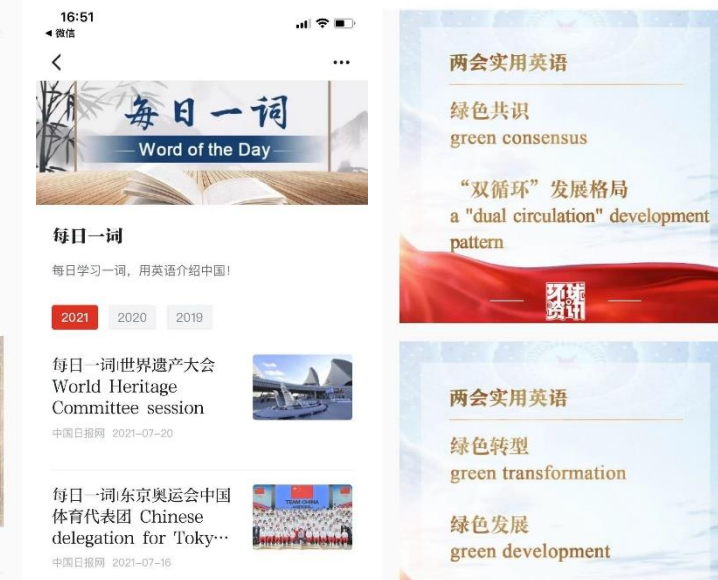 16:51
微信
每日一词
Word of the Day
每日一词
每日学习一词，用英语介绍中国！
2021 2020 2019
每日一词|世界遗产大会
World Heritage
Committee session
中国日报网 2021-07-20
每日一词|东京奥运会中国
体育代表团 Chinese
delegation for Toky…
TEAM CHINA
中国日报网 2021-07-16
两会实用英语
绿色共识
green consensus
“双循环”发展格局
a "dual circulation" development
pattern
环球
资讯
两会实用英语
绿色转型
green transformation
绿色发展
green development